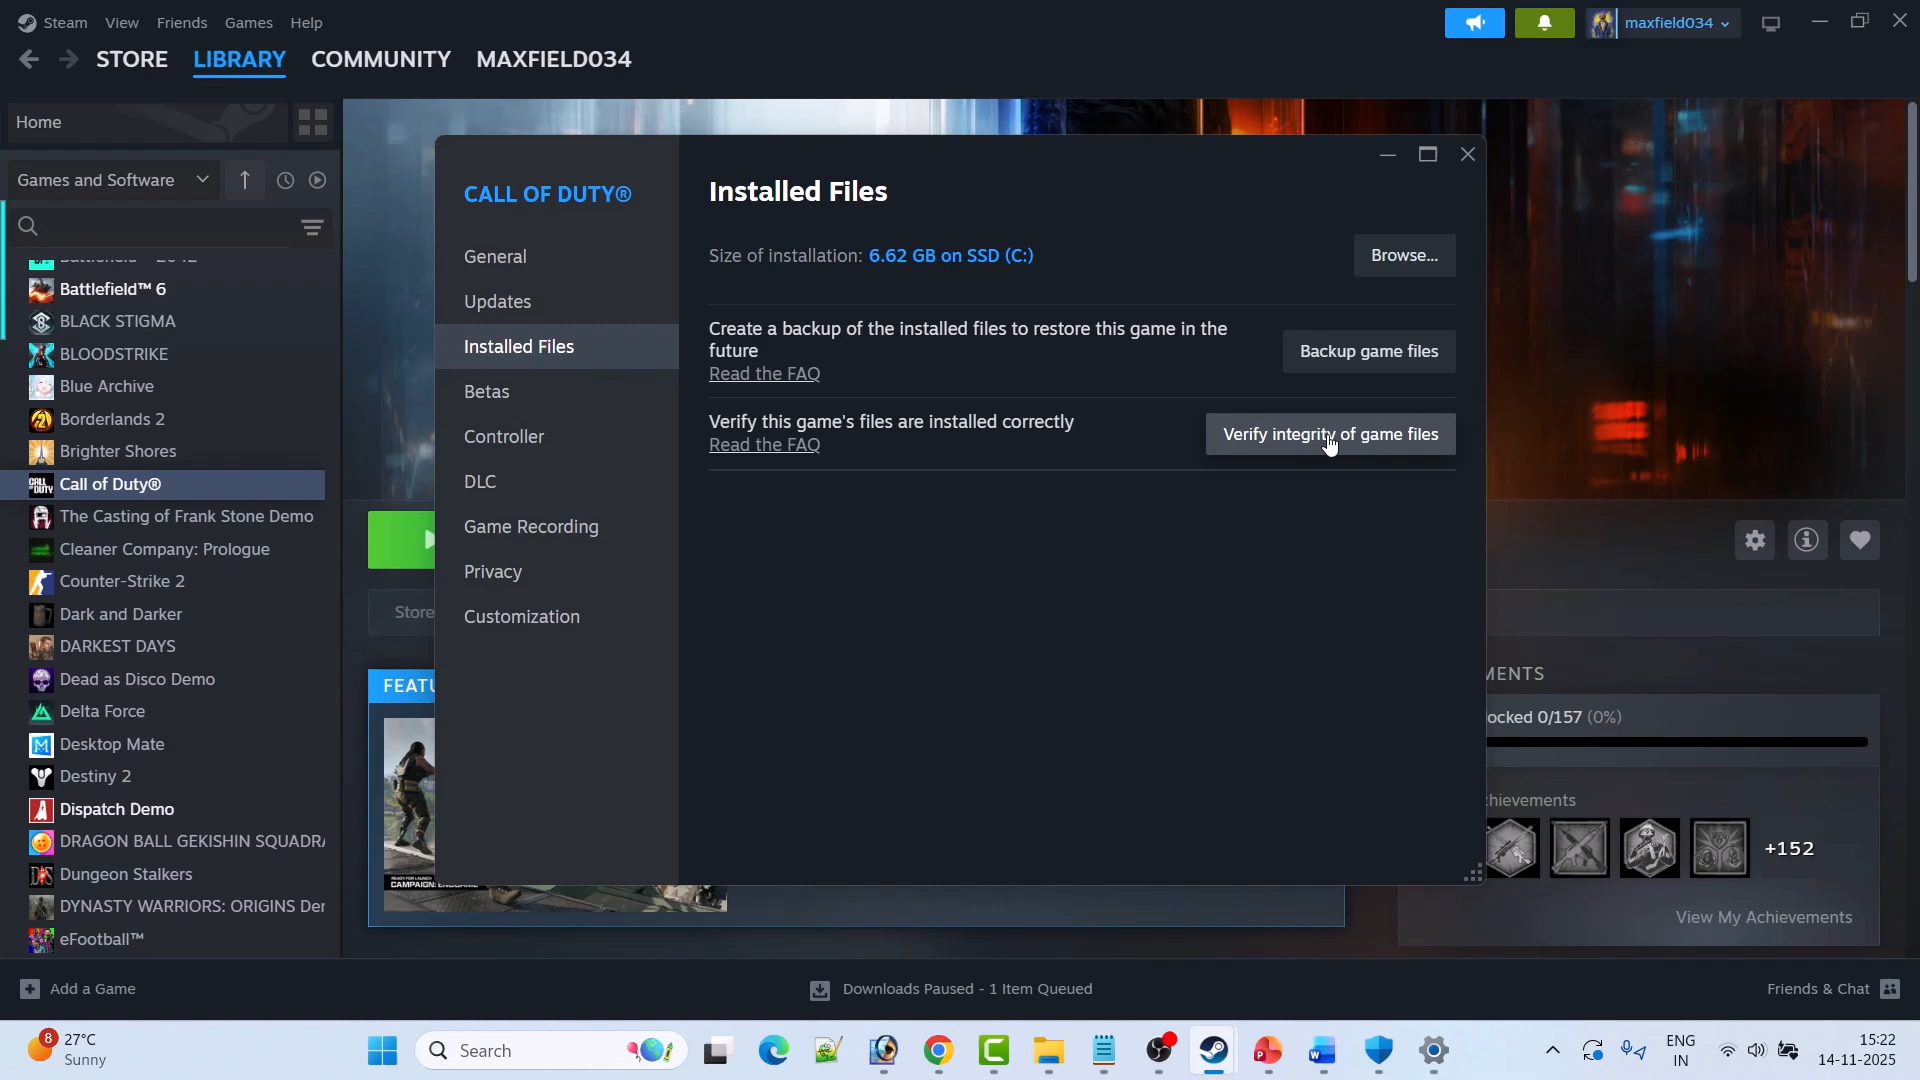 Steam View Friends Games Help
maxfield034
STORE LIBRARY COMMUNITY MAXFIELD034
Home
Games and Software
Battlefield™ 6
BLACK STIGMA
BLOODSTRIKE
Blue Archive
Borderlands 2
Brighter Shores
Call of Duty®
The Casting of Frank Stone Demo
Cleaner Company: Prologue
Counter-Strike 2
Dark and Darker
DARKEST DAYS
Dead as Disco Demo
Delta Force
Desktop Mate
Destiny 2
Dispatch Demo
DRAGON BALL GEKISHIN SQUADRA
Dungeon Stalkers
DYNASTY WARRIORS: ORIGINS Der
eFootball™
CALL OF DUTY®
General
Updates
Installed Files
Betas
Controller
DLC
Game Recording
Privacy
Customization
Installed Files
Size of installation: 6.62 GB on SSD (C:)
Browse...
Create a backup of the installed files to restore this game in the
future
Read the FAQ
Backup game files
Verify this game's files are installed correctly
Read the FAQ
Verify integrity of game files
Store
FEATU
READY FOR LAUNCH
CAMPAIGN: ENDGAME
MENTS
ocked 0/157 (0%)
chievements
+152
View My Achievements
Add a Game
Downloads Paused - 1 Item Queued
Friends & Chat
8
27°C
Sunny
Search
ENG
IN
15:22
14-11-2025